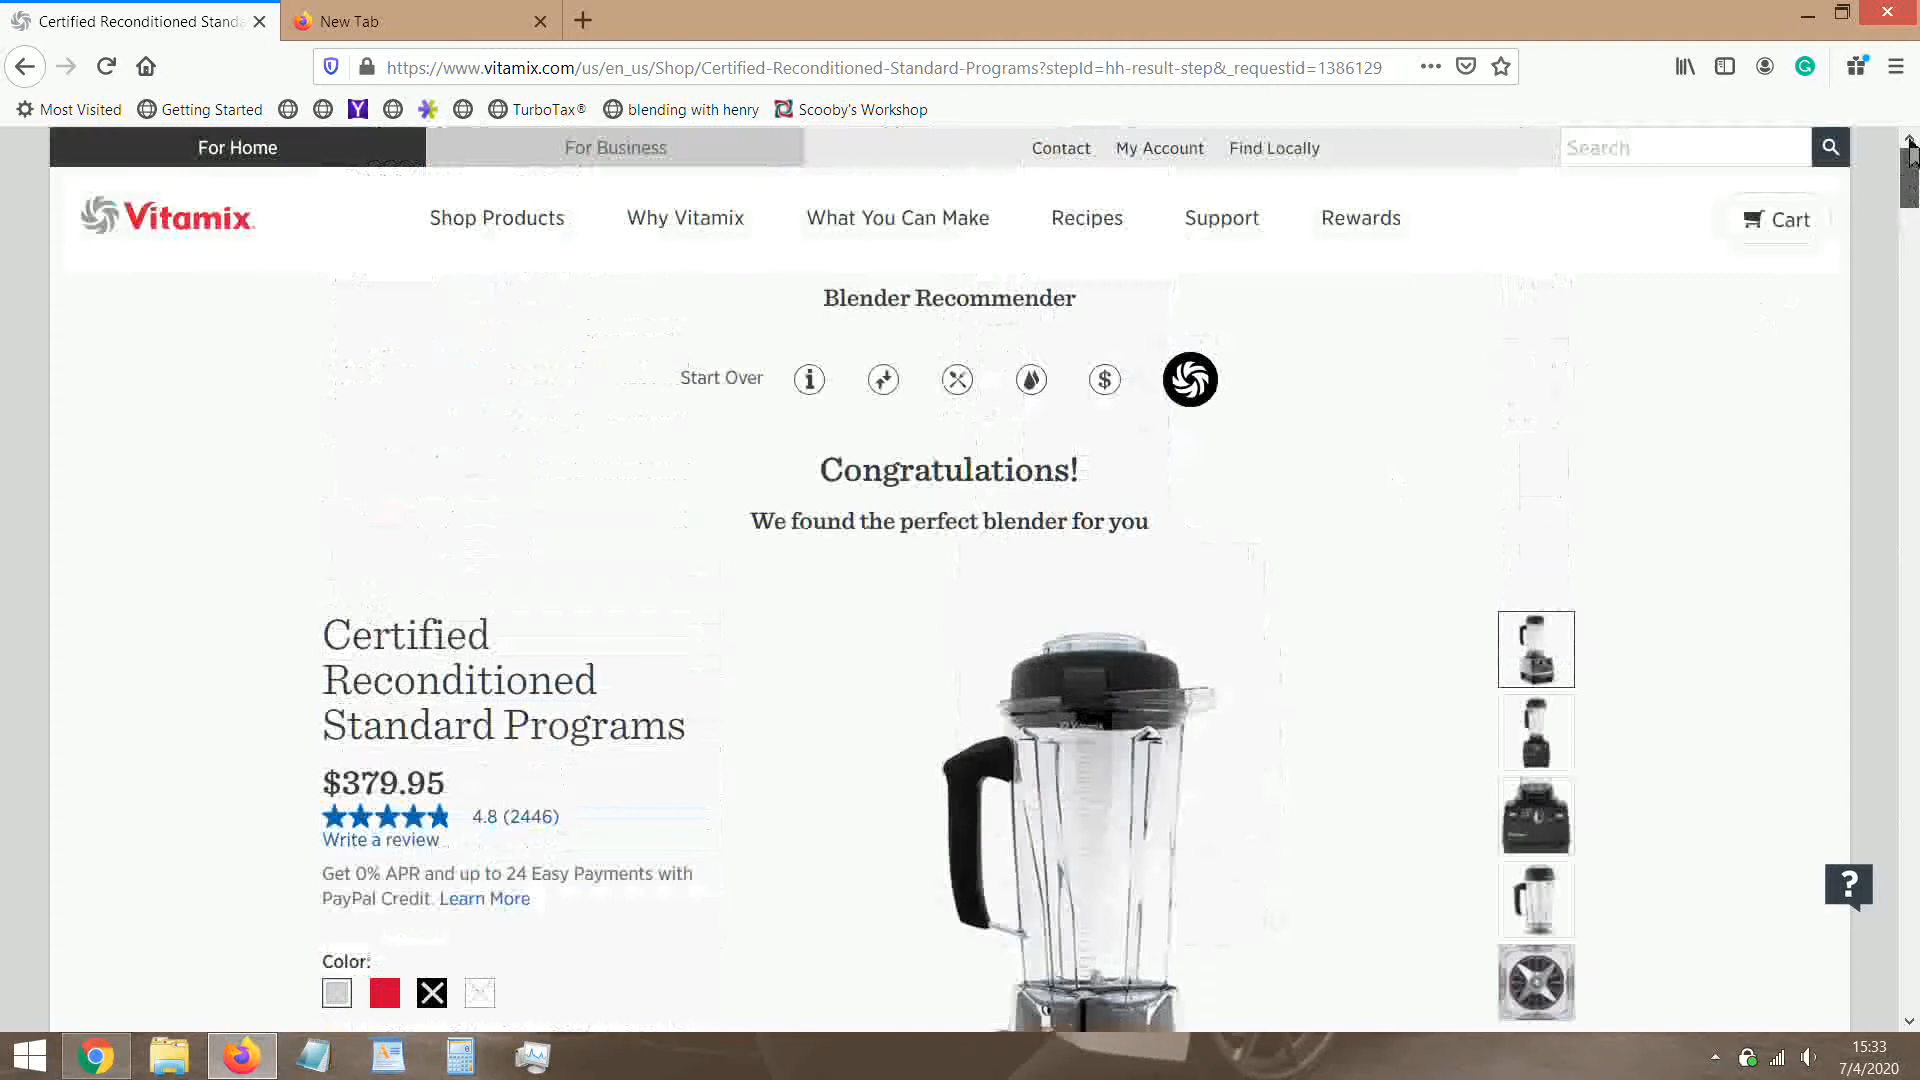 Certified Reconditioned Standa
New Tab
https://www.vitamix.com/us/en_us/Shop/Certified-Reconditioned-Standard-Programs?stepId=hh-result-step&_requestid=1386129
Most Visited
Getting Started
TurboTax®
blending with henry
Scooby's Workshop
For Home
For Business
Contact
My Account
Find Locally
Search
Vitamix
Shop Products
Why Vitamix
What You Can Make
Recipes
Support
Rewards
Cart
Blender Recommender
Start Over
Congratulations!
We found the perfect blender for you
Certified
Reconditioned
Standard Programs
$379.95
4.8 (2446)
Write a review
Get 0% APR and up to 24 Easy Payments with
PayPal Credit. Learn More
Color:
?
15:33
7/4/2020